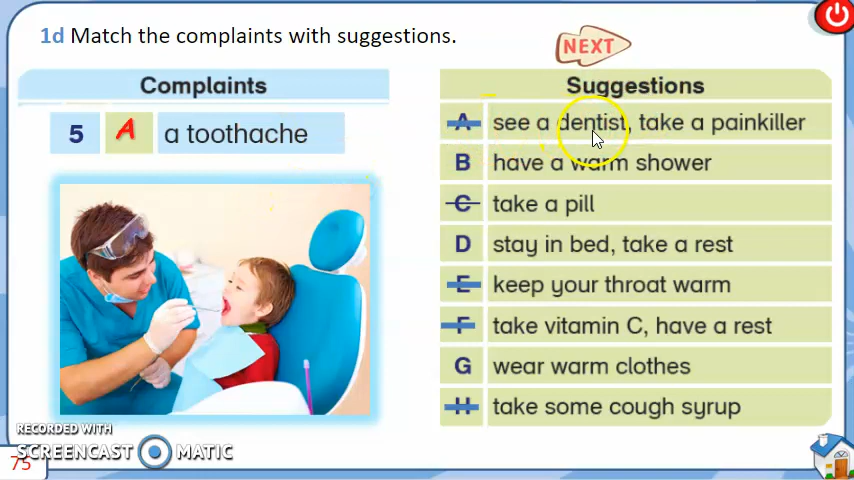 1d Match the complaints with suggestions.
NEXT
Complaints
5 A a toothache
Suggestions
A see a dentist, take a painkiller
B have a warm shower
C take a pill
D stay in bed, take a rest
E keep your throat warm
F take vitamin C, have a rest
G wear warm clothes
H take some cough syrup
RECORDED WITH
SCREENCAST MATIC
75